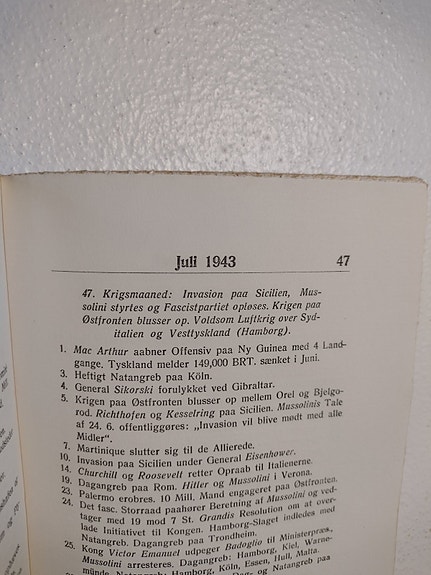 Juli 1943 47
47. Krigsmaaned: Invasion paa Sicilien, Mus-
solini styrtes og Fascistpartiet opløses. Krigen paa
Østfronten blusser op. Voldsom Luftkrig over Syd-
italien og Vesttyskland (Hamborg).
1. Mac Arthur aabner Offensiv paa Ny Guinea med 4 Land-
gange. Tyskland melder 149,000 BRT. sænket i Juni.
3. Heftigt Natangreb paa Köln.
4. General Sikorski forulykket ved Gibraltar.
5. Krigen paa Østfronten blusser op mellem Orel og Bjelgo-
rod. Richthofen og Kesselring paa Sicilien. Mussolinis Tale
af 24. 6. offentliggøres: „Invasion vil blive mødt med alle
Midler“.
7. Martinique slutter sig til de Allierede.
10. Invasion paa Sicilien under General Eisenhower.
14. Churchill og Roosevell retter Opraab til Italienerne.
19. Dagangreb paa Rom. Hitler og Mussolini i Verona.
23. Palermo erobres. 10 Mill. Mand engageret paa Østfronten.
24. Det fasc. Storraad paahører Beretning af Mussolini og ved-
tager med 19 mod 7 St. Grandis Resolution om at over-
lade Initiativet til Kongen. Hamborg-Slaget indledes med
Natangreb. Dagangreb paa Trondheim.
25. Kong Victor Emanuel udpeger Badoglio til Ministerpræs.,
Mussolini arresteres. Dagangreb: Hamborg, Kiel, Warne-
münde. Natangreb: Hamborg, Köln, Essen, Hull, Malta.
Dag- og Natangreb paa